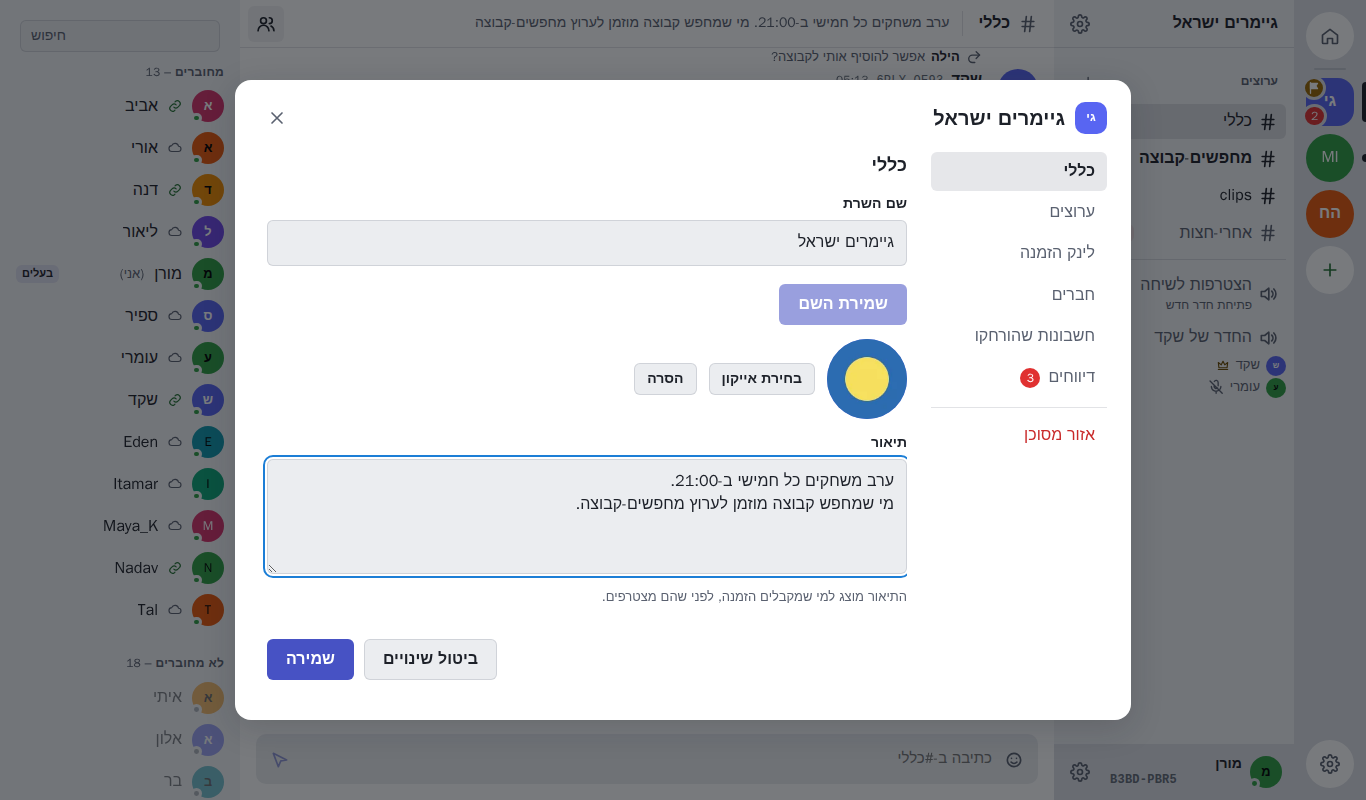 גי
2
MI
הח
גיימרים ישראל
ערוצים
כללי
מחפשים-קבוצה
clips
אחרי-חצות
הצטרפות לשיחה
פתיחת חדר חדש
החדר של שקד
ש שקד
ע עומרי
מ מורן
B3BD-PBR5
כללי
ערב משחקים כל חמישי ב-21:00. מי שמחפש קבוצה מוזמן לערוץ מחפשים-קבוצה
הילה אפשר להוסיף אותי לקבוצה?
שקד
כתיבה ב-#כללי
גי גיימרים ישראל
כללי
ערוצים
לינק הזמנה
חברים
חשבונות שהורחקו
דיווחים 3
אזור מסוכן
כללי
שם השרת
גיימרים ישראל
שמירת השם
בחירת אייקון
הסרה
תיאור
ערב משחקים כל חמישי ב-21:00.
מי שמחפש קבוצה מוזמן לערוץ מחפשים-קבוצה.
התיאור מוצג למי שמקבלים הזמנה, לפני שהם מצטרפים.
ביטול שינויים
שמירה
חיפוש
מחוברים – 13
א אביב
א אורי
ד דנה
ל ליאור
מ מורן (אני) בעלים
ס ספיר
ע עומרי
ש שקד
E Eden
I Itamar
M Maya_K
N Nadav
T Tal
לא מחוברים – 18
א איתי
א אלון
ב בר